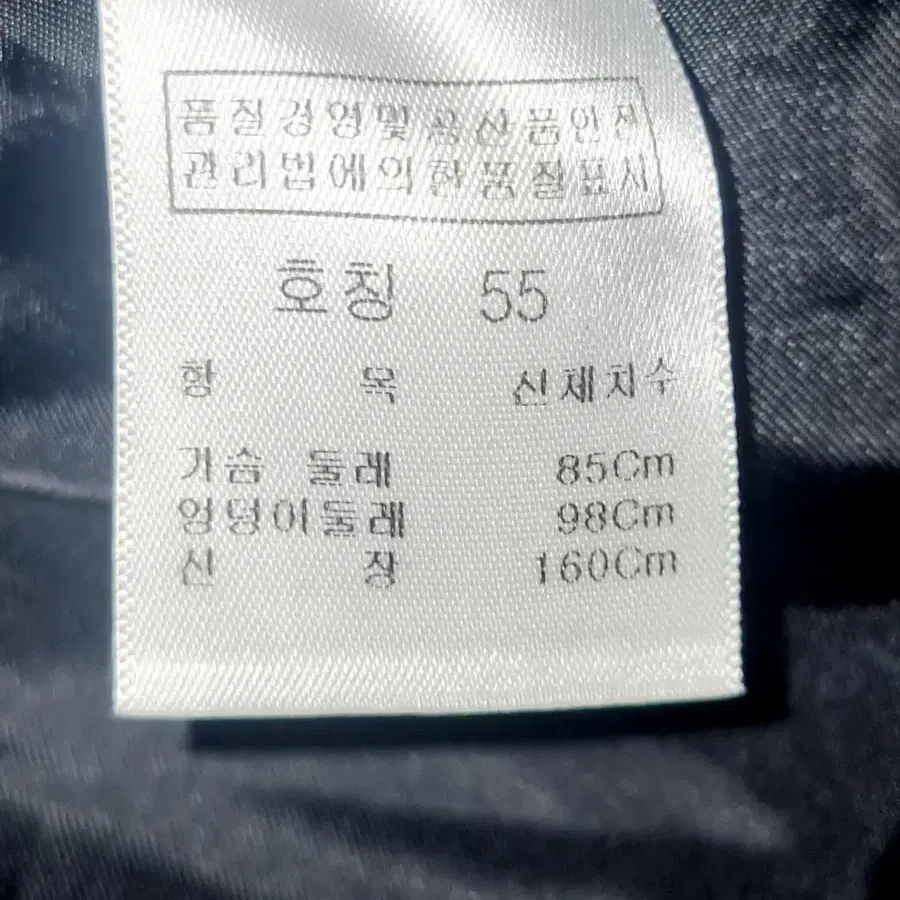 품질경영및공산품안전
관리법에의한품질표시
호칭 55
항 목 신체치수
가슴 둘레 85Cm
엉덩이둘레 98Cm
신 장 160Cm